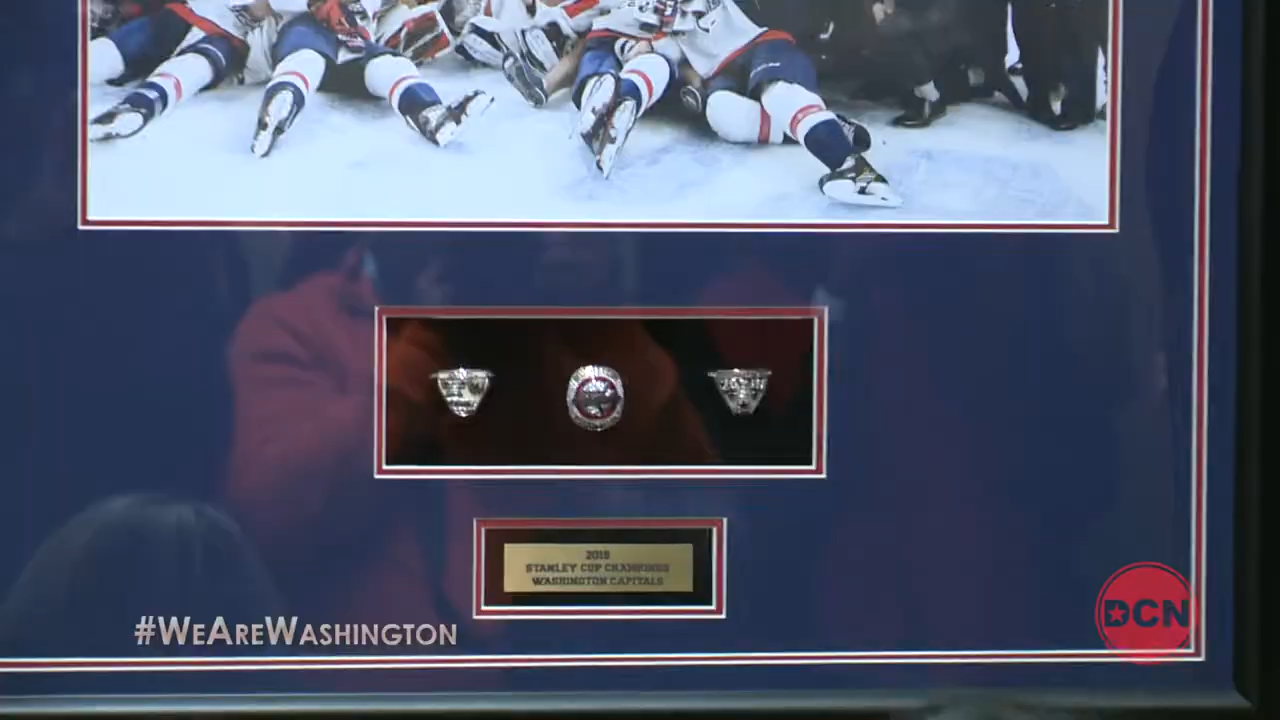 2018
STANLEY CUP CHAMPIONS
WASHINGTON CAPITALS
#WEAREWASHINGTON
DCN